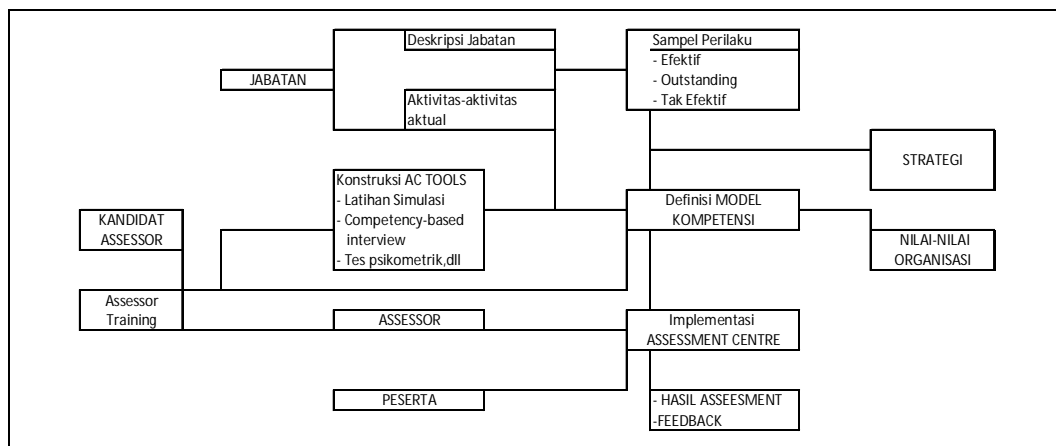 Deskripsi Jabatan
JABATAN
Aktivitas-aktivitas
aktual
Sampel Perilaku
- Efektif
- Outstanding
- Tak Efektif
STRATEGI
Konstruksi AC TOOLS
- Latihan Simulasi
- Competency-based
interview
- Tes psikometrik,dll
Definisi MODEL
KOMPETENSI
KANDIDAT
ASSESSOR
NILAI-NILAI
ORGANISASI
Assessor
Training
ASSESSOR
Implementasi
ASSESSMENT CENTRE
PESERTA
- HASIL ASSEESMENT
-FEEDBACK